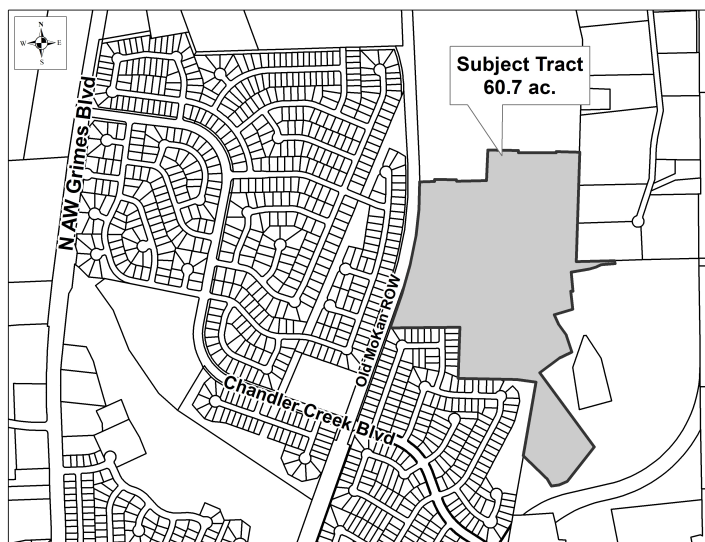 N
W E
S
Subject Tract
60.7 ac.
N AW Grimes Blvd
Old MoKan ROW
Chandler Creek Blvd